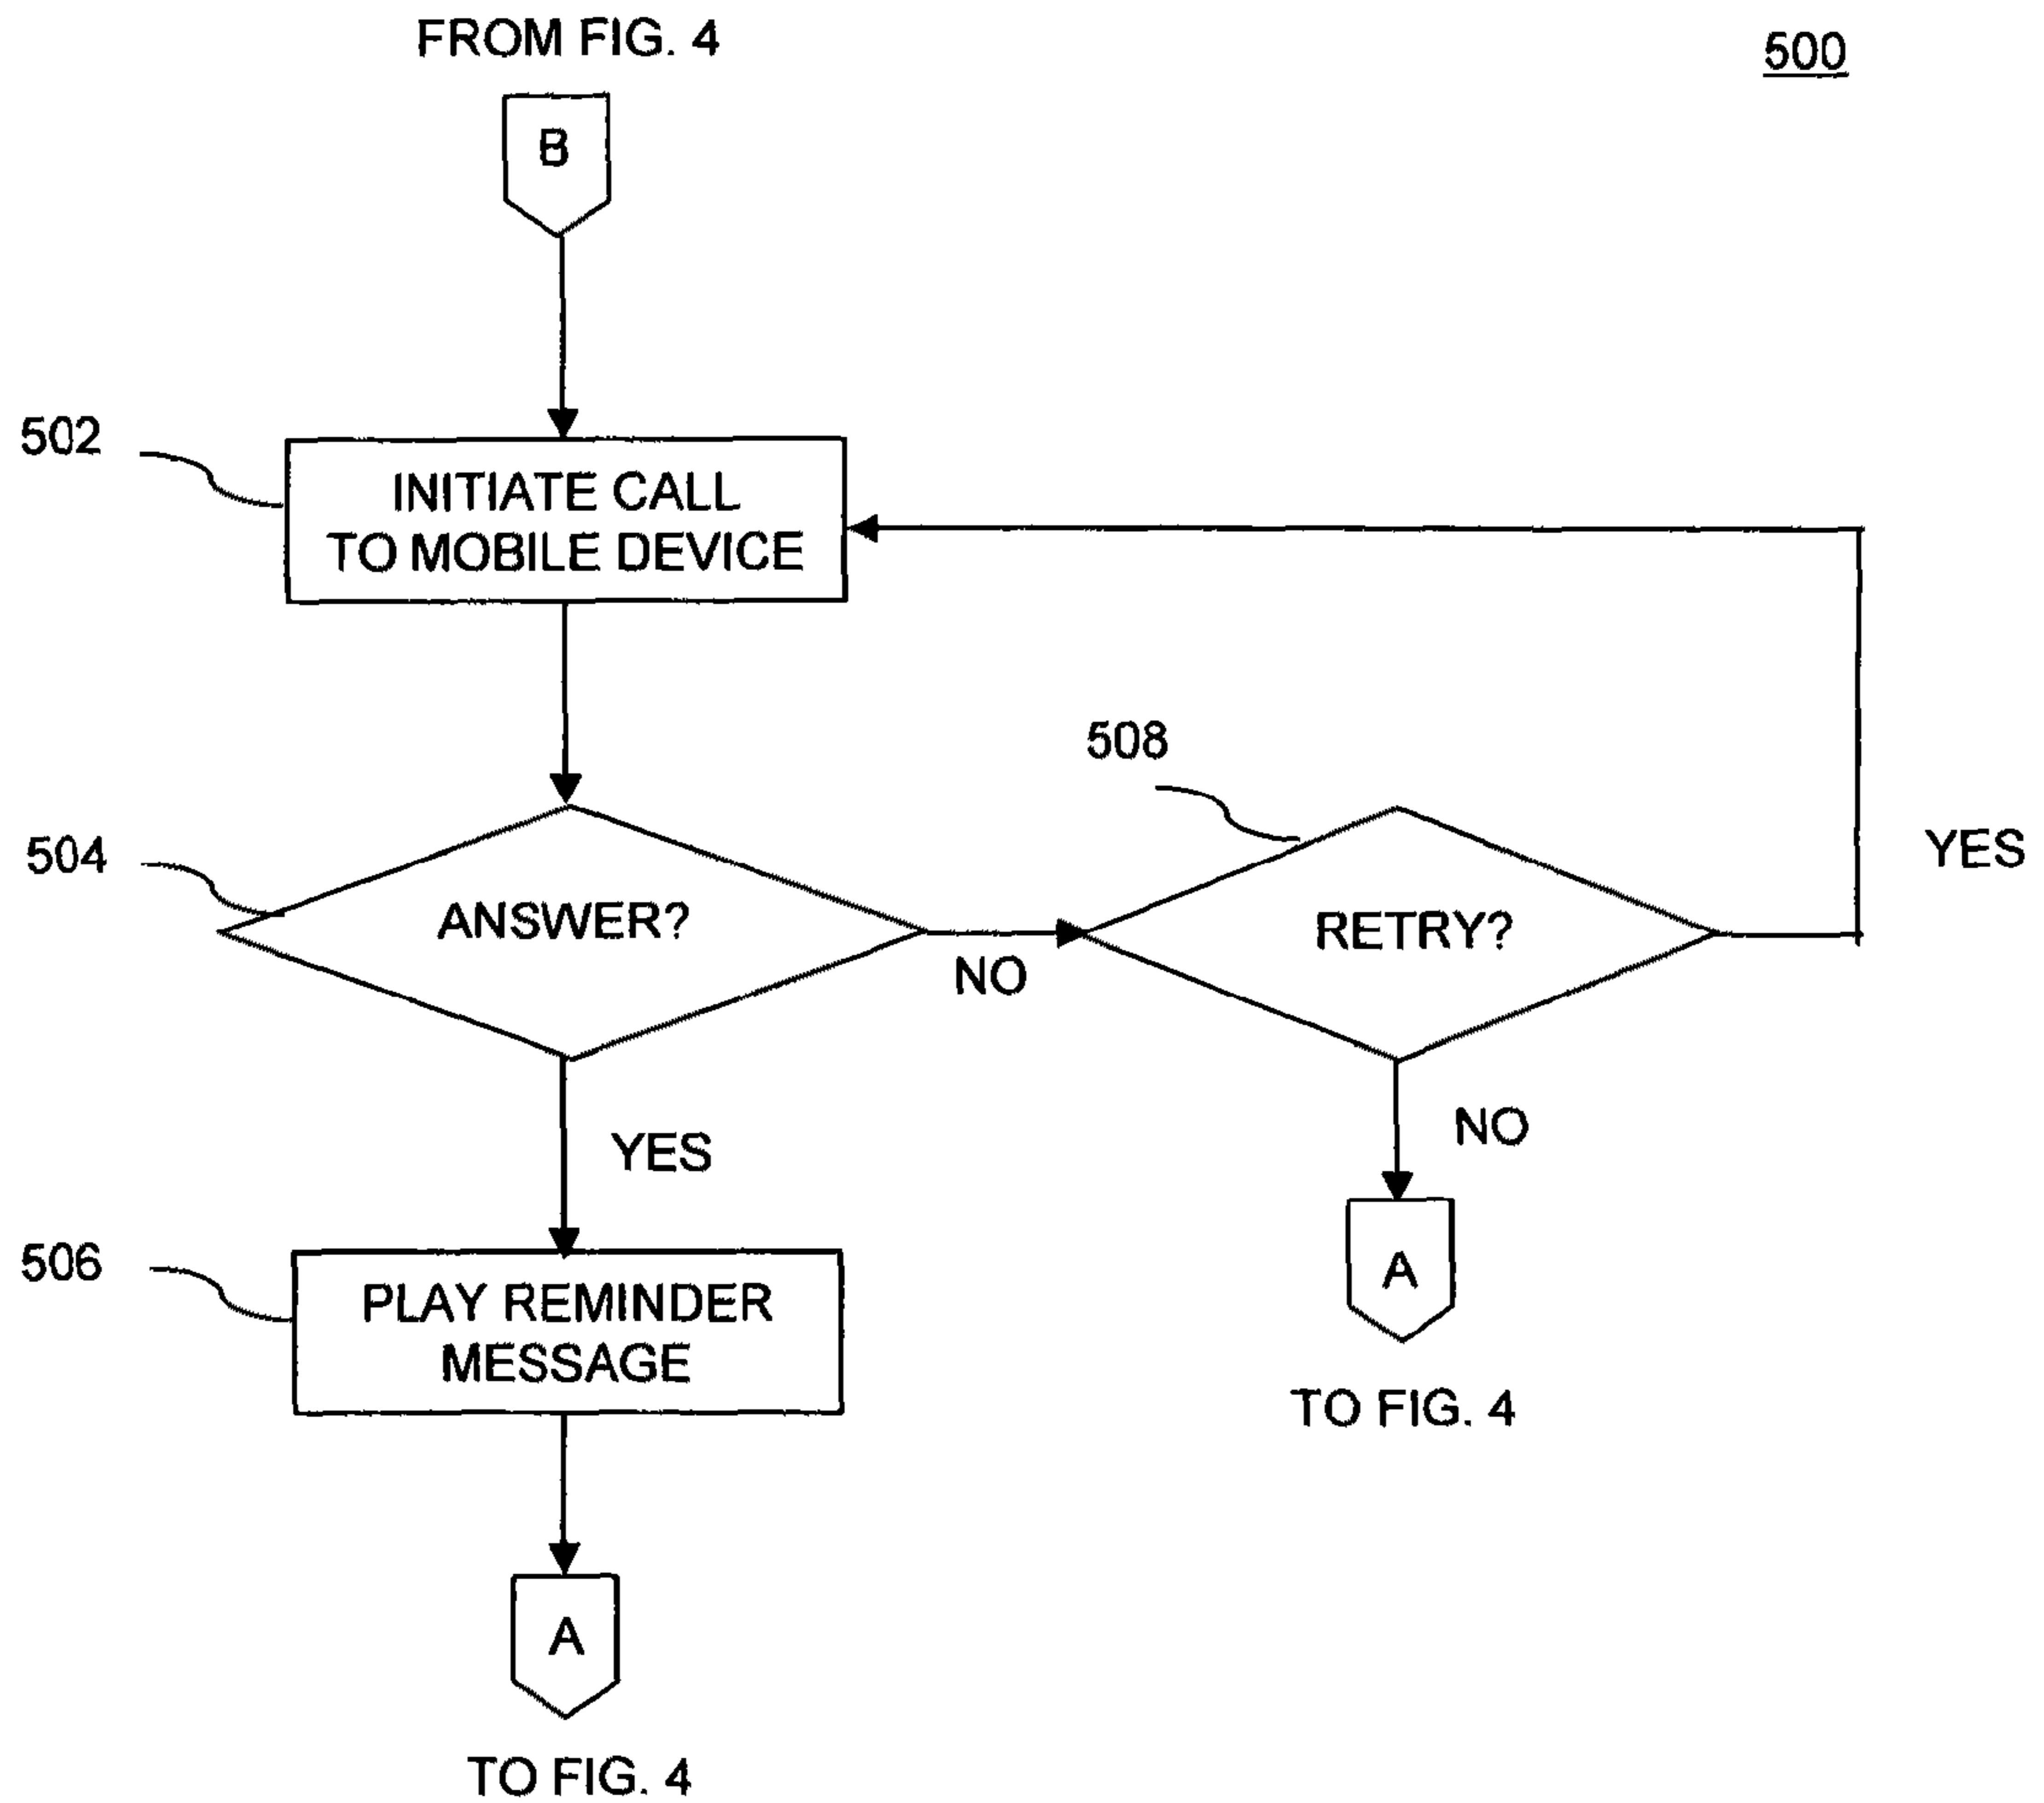 FROM FIG. 4
500
B
502
INITIATE CALL
TO MOBILE DEVICE
508
504
ANSWER?
RETRY?
YES
NO
NO
YES
506
PLAY REMINDER
MESSAGE
A
TO FIG. 4
A
TO FIG. 4